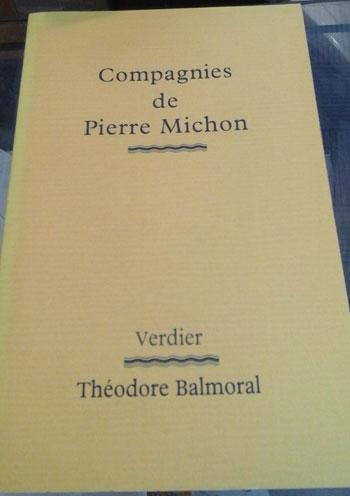 Compagnies
de
Pierre Michon
Verdier
Théodore Balmoral